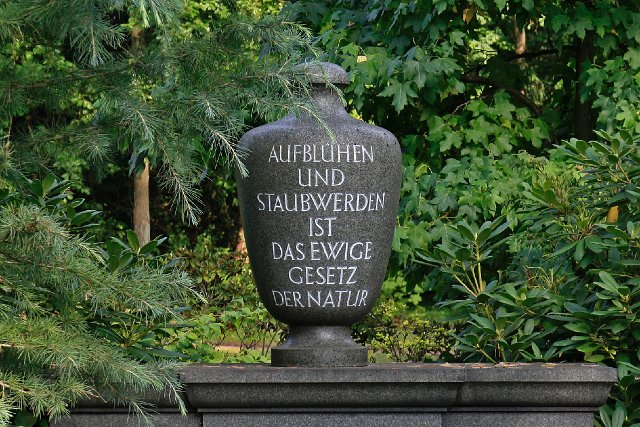 AUFBLÜHEN
UND
STAUBWERDEN
IST
DAS EWIGE
GESETZ
DER NATUR